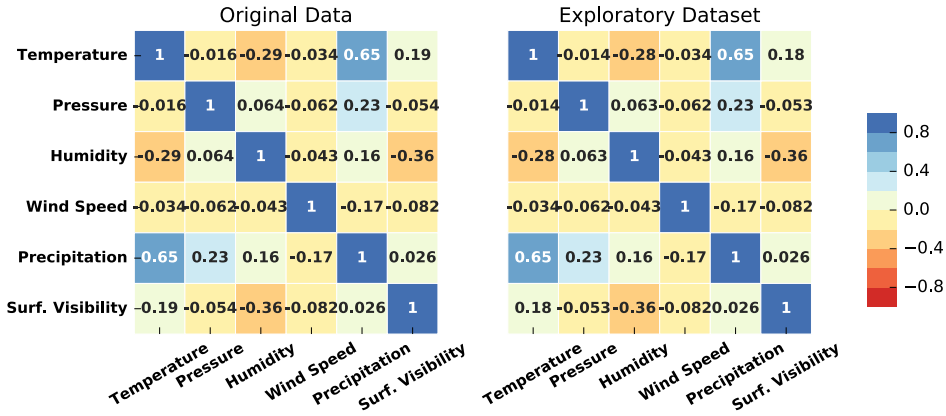 Original Data
Exploratory Dataset
Temperature 1 -0.016 -0.29 -0.034 0.65 0.19
1 -0.014 -0.28 -0.034 0.65 0.18
Pressure -0.016 1 0.064 -0.062 0.23 -0.054
-0.014 1 0.063 -0.062 0.23 -0.053
Humidity -0.29 0.064 1 -0.043 0.16 -0.36
-0.28 0.063 1 -0.043 0.16 -0.36
Wind Speed -0.034 -0.062 -0.043 1 -0.17 -0.082
-0.034 -0.062 -0.043 1 -0.17 -0.082
Precipitation 0.65 0.23 0.16 -0.17 1 0.026
0.65 0.23 0.16 -0.17 1 0.026
Surf. Visibility 0.19 -0.054 -0.36 -0.082 0.026 1
0.18 -0.053 -0.36 -0.082 0.026 1
Temperature
Pressure
Humidity
Wind Speed
Precipitation
Surf. Visibility
Temperature
Pressure
Humidity
Wind Speed
Precipitation
Surf. Visibility
0.8
0.4
0.0
−0.4
−0.8